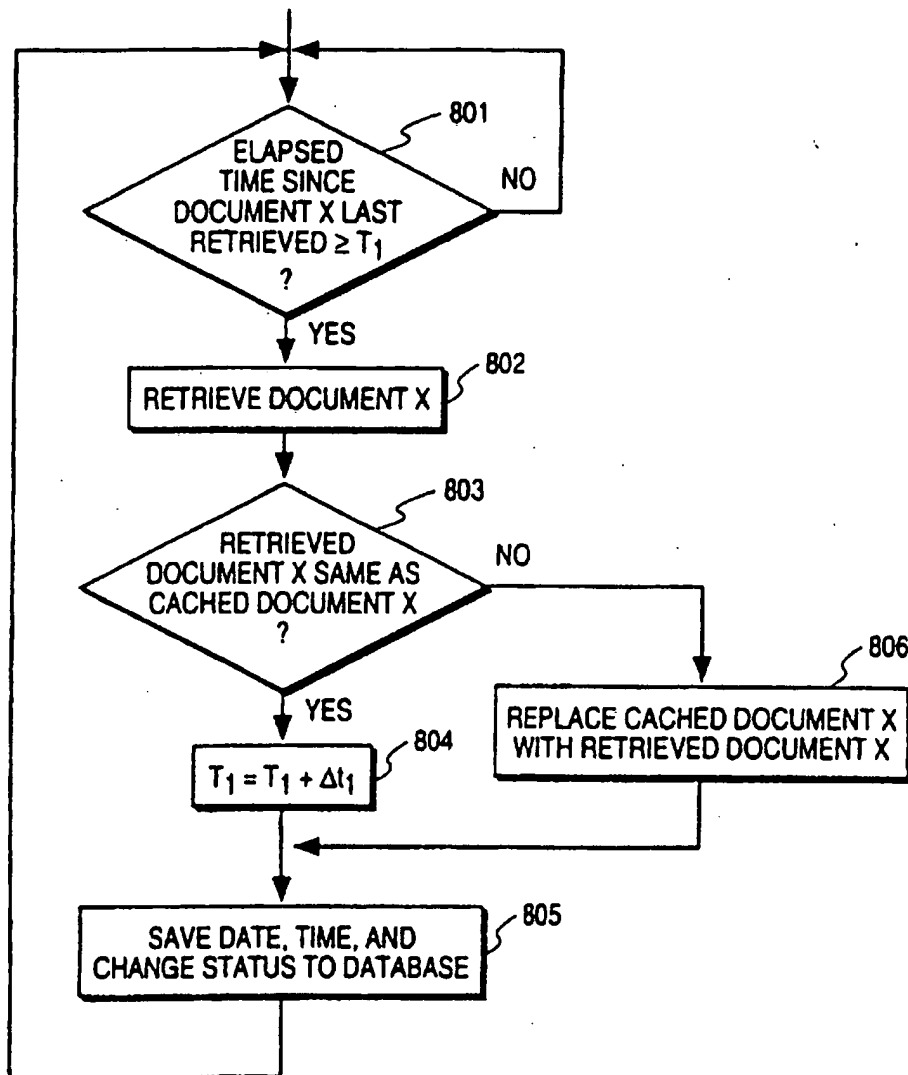 801
ELAPSED
TIME SINCE
DOCUMENT X LAST
RETRIEVED ≥ T₁
?
NO
YES
802
RETRIEVE DOCUMENT X
803
RETRIEVED
DOCUMENT X SAME AS
CACHED DOCUMENT X
?
NO
YES
806
REPLACE CACHED DOCUMENT X
WITH RETRIEVED DOCUMENT X
804
T₁ = T₁ + Δt₁
805
SAVE DATE, TIME, AND
CHANGE STATUS TO DATABASE